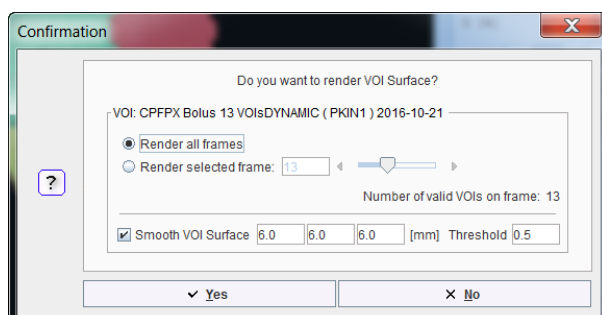 Confirmation
Do you want to render VOI Surface?
VOI: CPFPX Bolus 13 VOIsDYNAMIC ( PKIN1 ) 2016-10-21
Render all frames
Render selected frame: 13
Number of valid VOIs on frame: 13
Smooth VOI Surface 6.0 6.0 6.0 [mm] Threshold 0.5
?
Yes No